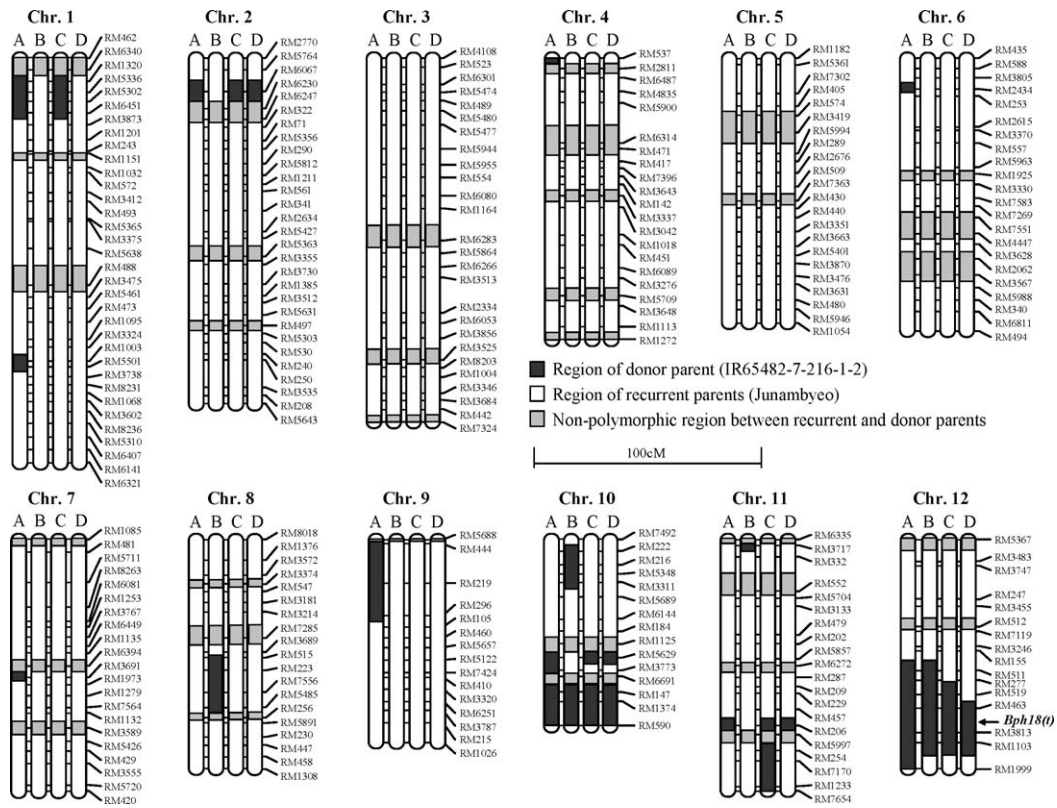 Chr. 1
A B C D
RM462
RM6340
RM1320
RM5336
RM5302
RM6451
RM3873
RM1201
RM243
RM1151
RM1032
RM572
RM3412
RM493
RM5365
RM3375
RM5638
RM488
RM3475
RM5461
RM473
RM1095
RM3324
RM1003
RM5501
RM3738
RM8231
RM1068
RM3602
RM8236
RM5310
RM6407
RM6141
RM6321
Chr. 2
A B C D
RM2770
RM5764
RM6067
RM6230
RM6247
RM322
RM71
RM5356
RM290
RM5812
RM1211
RM561
RM341
RM2634
RM5427
RM5363
RM3355
RM3730
RM1385
RM3512
RM5631
RM497
RM5303
RM530
RM240
RM250
RM3535
RM208
RM5643
Chr. 3
A B C D
RM4108
RM523
RM6301
RM5474
RM489
RM5480
RM5477
RM5944
RM5955
RM554
RM6080
RM1164
RM6283
RM5864
RM6266
RM3513
RM2334
RM6053
RM3856
RM3525
RM8203
RM1004
RM3346
RM3684
RM442
RM7324
Chr. 4
A B C D
RM537
RM2811
RM6487
RM4835
RM5900
RM6314
RM471
RM417
RM7396
RM3643
RM142
RM3337
RM3042
RM1018
RM451
RM6089
RM3276
RM5709
RM3648
RM1113
RM1272
Chr. 5
A B C D
RM1182
RM5361
RM7302
RM405
RM574
RM3419
RM5994
RM289
RM2676
RM509
RM7363
RM430
RM440
RM3351
RM3663
RM5401
RM3870
RM3476
RM3631
RM480
RM5946
RM1054
Chr. 6
A B C D
RM435
RM588
RM3805
RM2434
RM253
RM2615
RM3370
RM557
RM5963
RM1925
RM3330
RM7583
RM7269
RM7551
RM4447
RM3628
RM2062
RM3567
RM5988
RM340
RM6811
RM494
Region of donor parent (IR65482-7-216-1-2)
Region of recurrent parents (Junambyeo)
Non-polymorphic region between recurrent and donor parents
100cM
Chr. 7
A B C D
RM1085
RM481
RM5711
RM8263
RM6081
RM1253
RM3767
RM6449
RM1135
RM6394
RM3691
RM1973
RM1279
RM7564
RM1132
RM3589
RM5426
RM429
RM3555
RM5720
RM420
Chr. 8
A B C D
RM8018
RM1376
RM3572
RM3374
RM547
RM3181
RM3214
RM7285
RM3689
RM515
RM223
RM7556
RM5485
RM256
RM5891
RM230
RM447
RM458
RM1308
Chr. 9
A B C D
RM5688
RM444
RM219
RM296
RM105
RM460
RM5657
RM5122
RM7424
RM410
RM3320
RM6251
RM3787
RM215
RM1026
Chr. 10
A B C D
RM7492
RM222
RM216
RM5348
RM3311
RM5689
RM6144
RM184
RM1125
RM5629
RM3773
RM6691
RM147
RM1374
RM590
Chr. 11
A B C D
RM6335
RM3717
RM332
RM552
RM5704
RM3133
RM479
RM202
RM5857
RM6272
RM287
RM209
RM229
RM457
RM206
RM5997
RM254
RM7170
RM1233
RM7654
Chr. 12
A B C D
RM5367
RM3483
RM3747
RM247
RM3455
RM512
RM7119
RM3246
RM155
RM511
RM277
RM519
RM463
Bph18(t)
RM3813
RM1103
RM1999